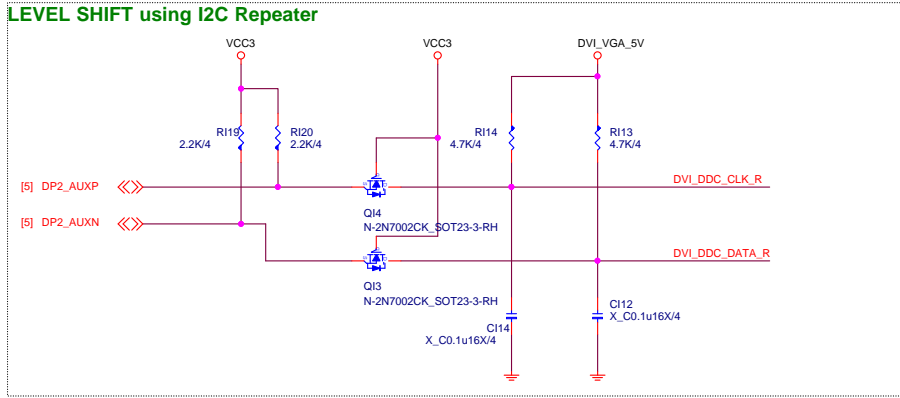 LEVEL SHIFT using I2C Repeater
VCC3
VCC3
DVI_VGA_5V
RI19
2.2K/4
RI20
2.2K/4
RI14
4.7K/4
RI13
4.7K/4
[5] DP2_AUXP
DVI_DDC_CLK_R
QI4
N-2N7002CK_SOT23-3-RH
[5] DP2_AUXN
DVI_DDC_DATA_R
QI3
N-2N7002CK_SOT23-3-RH
CI14
X_C0.1u16X/4
CI12
X_C0.1u16X/4